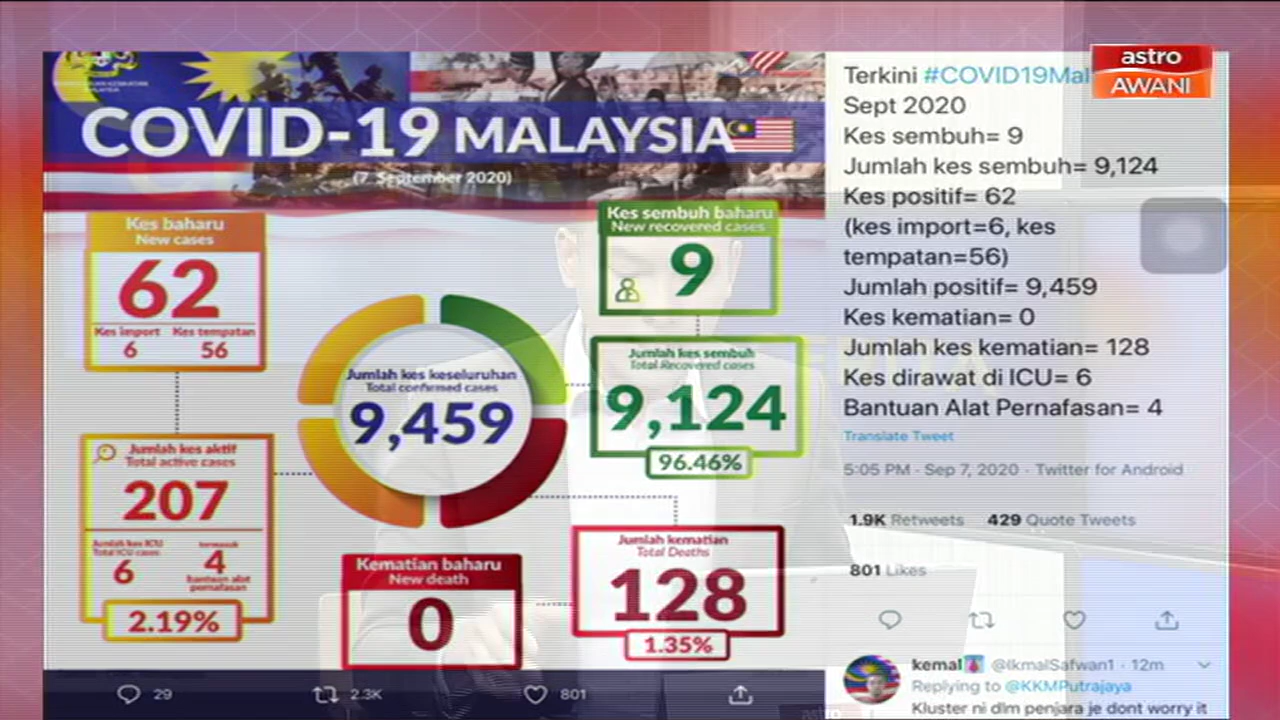 astro
AWANI
COVID-19 MALAYSIA
(7 September 2020)
Kes baharu
New cases
62
Kes import Kes tempatan
6 56
Kes sembuh baharu
New recovered cases
9
Jumlah kes keseluruhan
Total confirmed cases
9,459
Jumlah kes sembuh
Total Recovered cases
9,124
96.46%
Jumlah kes aktif
Total active cases
207
Jumlah kes ICU
Total ICU cases
6
termasuk
4
bantuan alat
pernafasan
2.19%
Kematian baharu
New death
0
Jumlah kematian
Total Deaths
128
1.35%
29 2.3K 801
Terkini #COVID19Mal
Sept 2020
Kes sembuh= 9
Jumlah kes sembuh= 9,124
Kes positif= 62
(kes import=6, kes
tempatan=56)
Jumlah positif= 9,459
Kes kematian= 0
Jumlah kes kematian= 128
Kes dirawat di ICU= 6
Bantuan Alat Pernafasan= 4
Translate Tweet
5:05 PM · Sep 7, 2020 · Twitter for Android
1.9K Retweets 429 Quote Tweets
801 Likes
kemal @IkmalSafwan1 · 12m
Replying to @KKMPutrajaya
Kluster ni dlm penjara je dont worry it